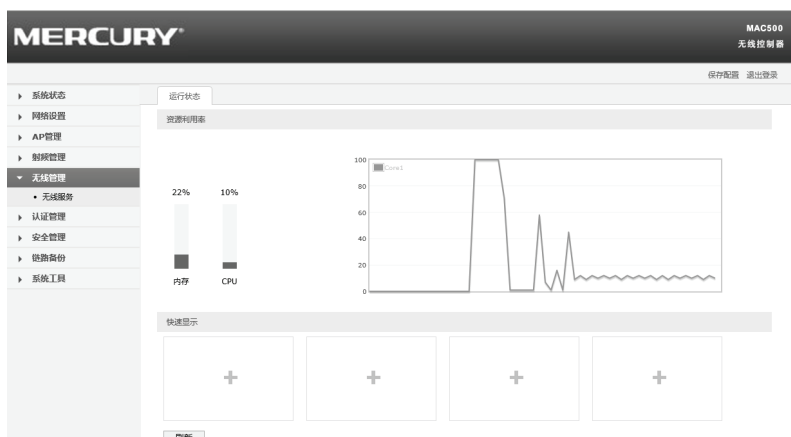 MERCURY®
MAC500
无线控制器
保存配置 退出登录
系统状态
网络设置
AP管理
射频管理
无线管理
• 无线服务
认证管理
安全管理
链路备份
系统工具
运行状态
资源利用率
22% 10%
内存 CPU
100
80
60
40
20
0
Core1
快速显示
+ + + +
刷新